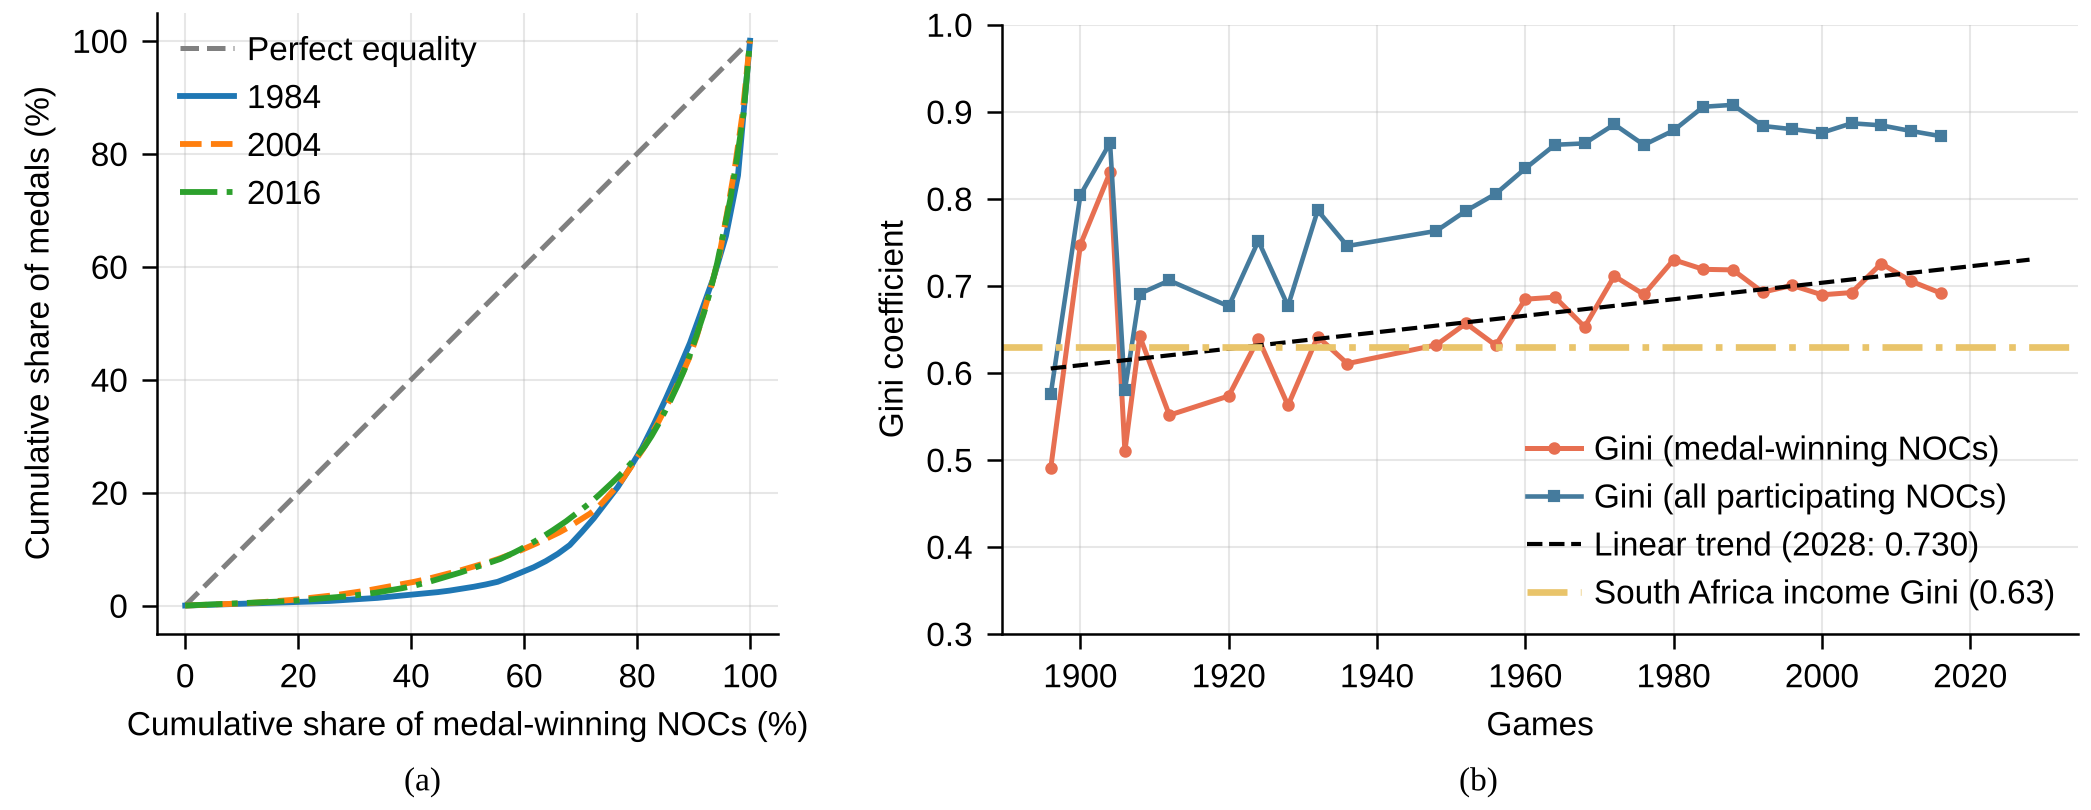 Cumulative share of medals (%)
100
80
60
40
20
0
Perfect equality
1984
2004
2016
0 20 40 60 80 100
Cumulative share of medal-winning NOCs (%)
(a)
Gini coefficient
1.0
0.9
0.8
0.7
0.6
0.5
0.4
0.3
Gini (medal-winning NOCs)
Gini (all participating NOCs)
Linear trend (2028: 0.730)
South Africa income Gini (0.63)
1900 1920 1940 1960 1980 2000 2020
Games
(b)